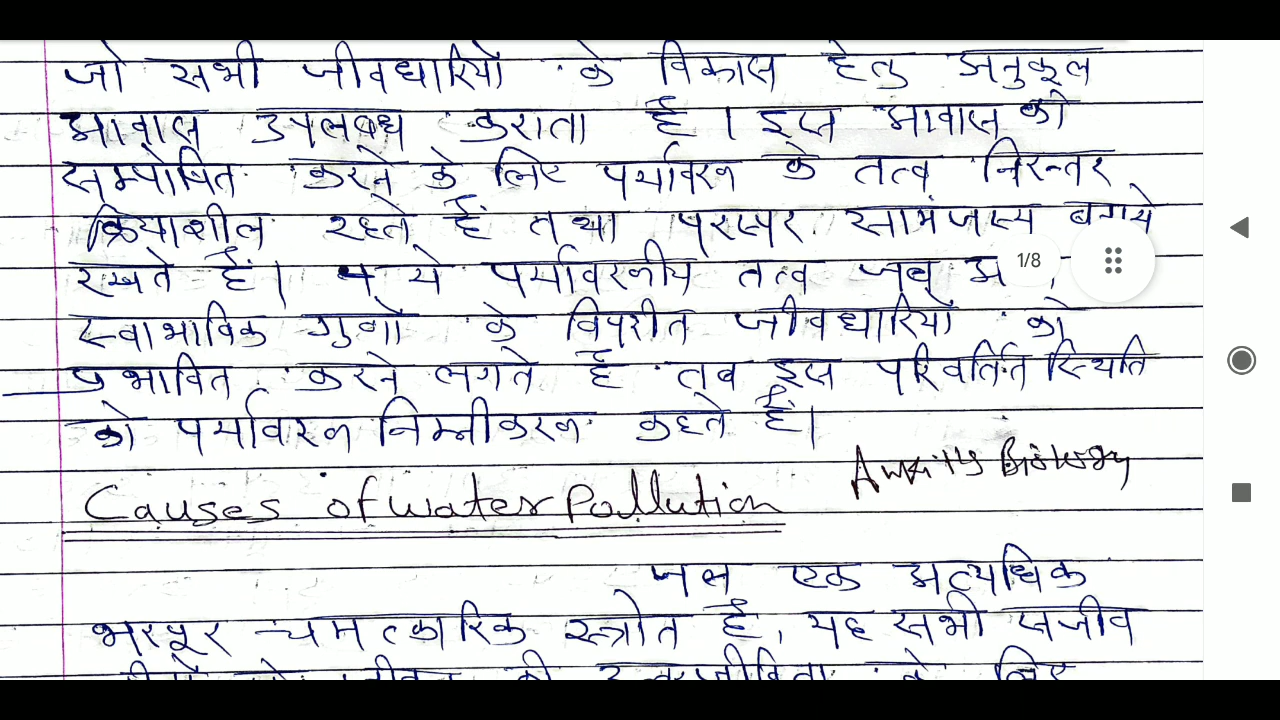 जो सभी जीवधारियों के विकास हेतु अनुकूल
आवास उपलब्ध कराता है। इस आवास को
सम्पोषित करने के लिए पर्यावरण के तत्व निरन्तर
क्रियाशील रहते हैं तथा परस्पर सामंजस्य बनाये
रखते हैं। ये पर्यावरणीय तत्व जब
1/8
स्वाभाविक गुणों के विपरीत जीवधारियों को
प्रभावित करने लगते हैं तब इस परिवर्तित स्थिति
को पर्यावरण निम्नीकरण कहते हैं।
Biology
Causes of water Pollution
जल एक अत्यधिक
भरपूर चमत्कारिक स्त्रोत है, यह सभी सजीव